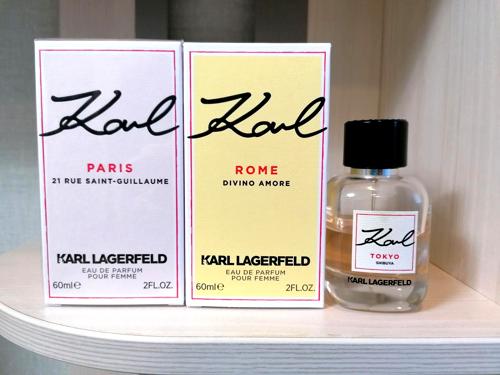 Karl
PARIS
21 RUE SAINT-GUILLAUME
KARL LAGERFELD
EAU DE PARFUM
POUR FEMME
60ml℮ 2FL.OZ.
Karl
ROME
DIVINO AMORE
KARL LAGERFELD
EAU DE PARFUM
POUR FEMME
60ml℮ 2FL.OZ.
Karl
TOKYO
SHIBUYA
KARL LAGERFELD